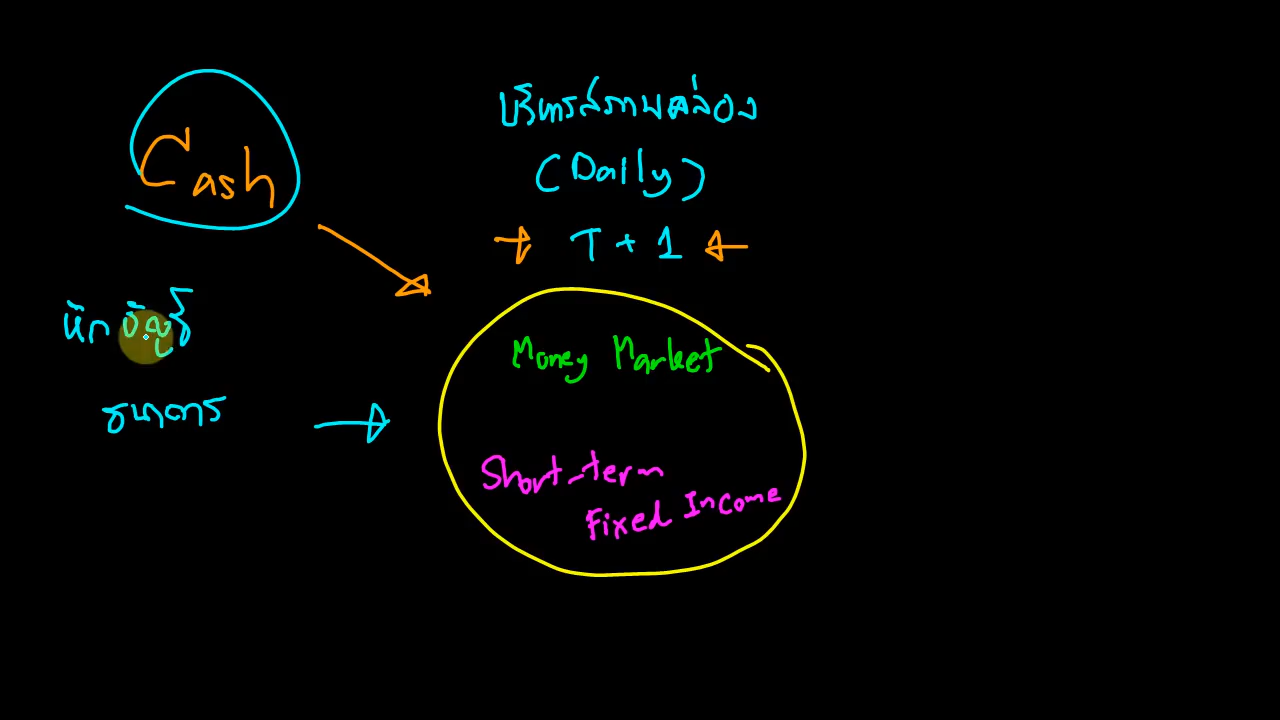 Cash
บริหารสภาพคล่อง
(Daily)
T + 1
หักบัญชี
ธนาคาร
Money Market
Short-term
Fixed Income